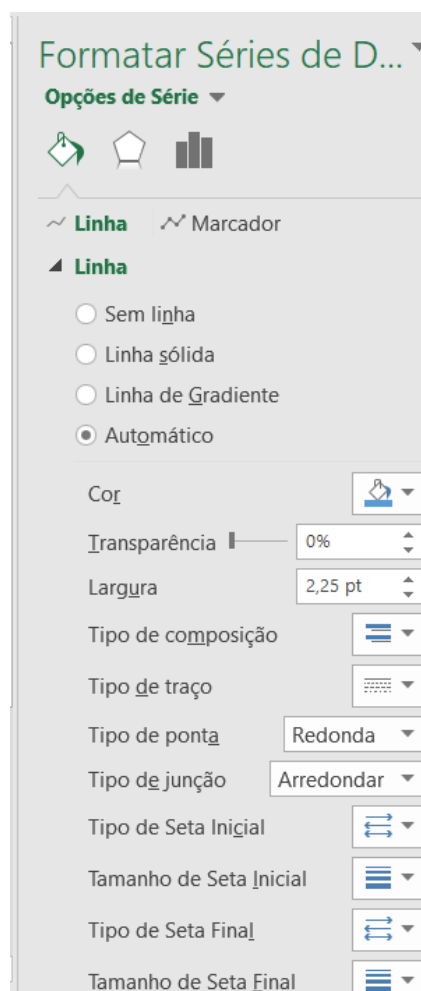 Formatar Séries de D...
Opções de Série
Linha Marcador
Linha
Sem linha
Linha sólida
Linha de Gradiente
Automático
Cor
Transparência 0%
Largura 2,25 pt
Tipo de composição
Tipo de traço
Tipo de ponta Redonda
Tipo de junção Arredondar
Tipo de Seta Inicial
Tamanho de Seta Inicial
Tipo de Seta Final
Tamanho de Seta Final